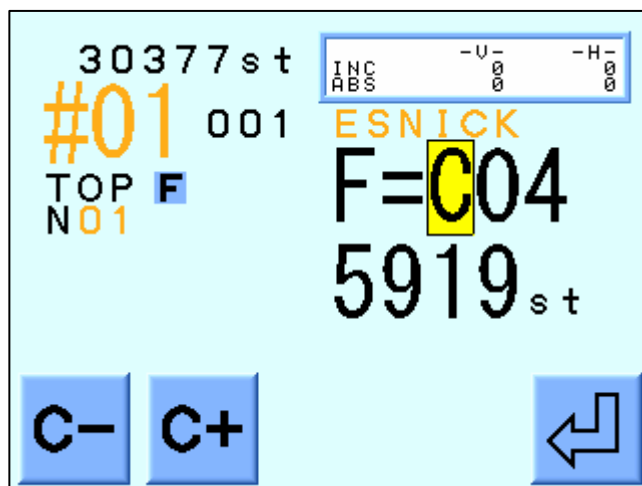 30377st
-V- -H-
INC 0 0
ABS 0 0
#01 001
ESNICK
TOP F
N01
F=C04
5919st
C- C+